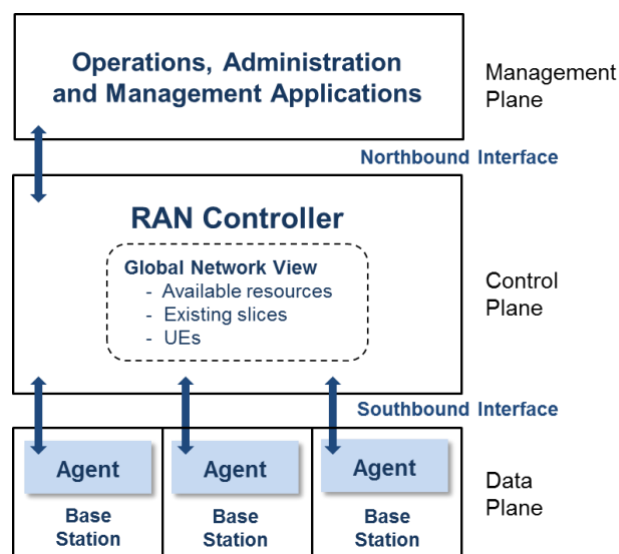 Operations, Administration
and Management Applications
Management
Plane
Northbound Interface
RAN Controller
Global Network View
- Available resources
- Existing slices
- UEs
Control
Plane
Southbound Interface
Agent
Agent
Agent
Base
Station
Base
Station
Base
Station
Data
Plane